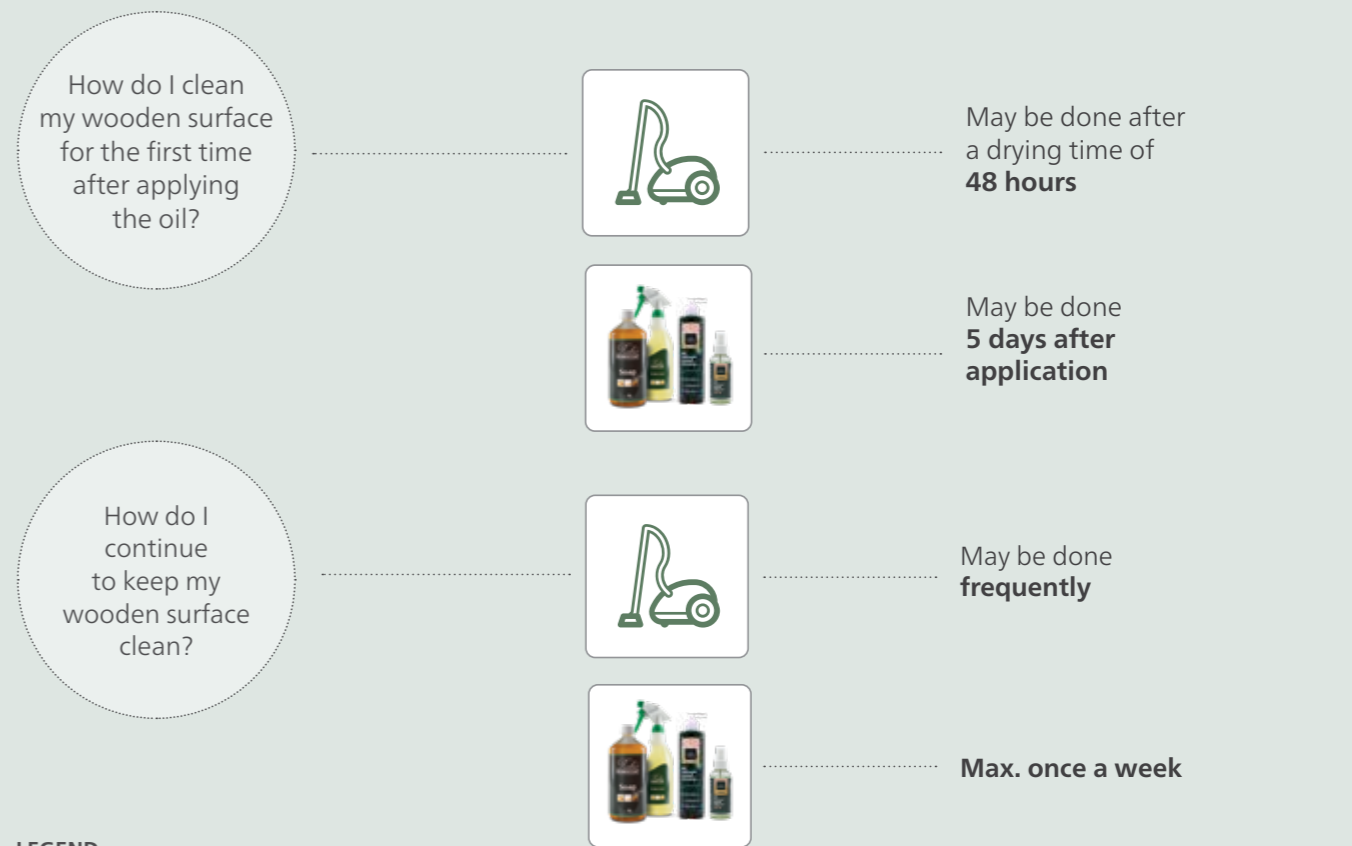 How do I clean
my wooden surface
for the first time
after applying
the oil?
May be done after
a drying time of
48 hours
Soap
May be done
5 days after
application
How do I
continue
to keep my
wooden surface
clean?
May be done
frequently
Soap
Max. once a week
LEGEND